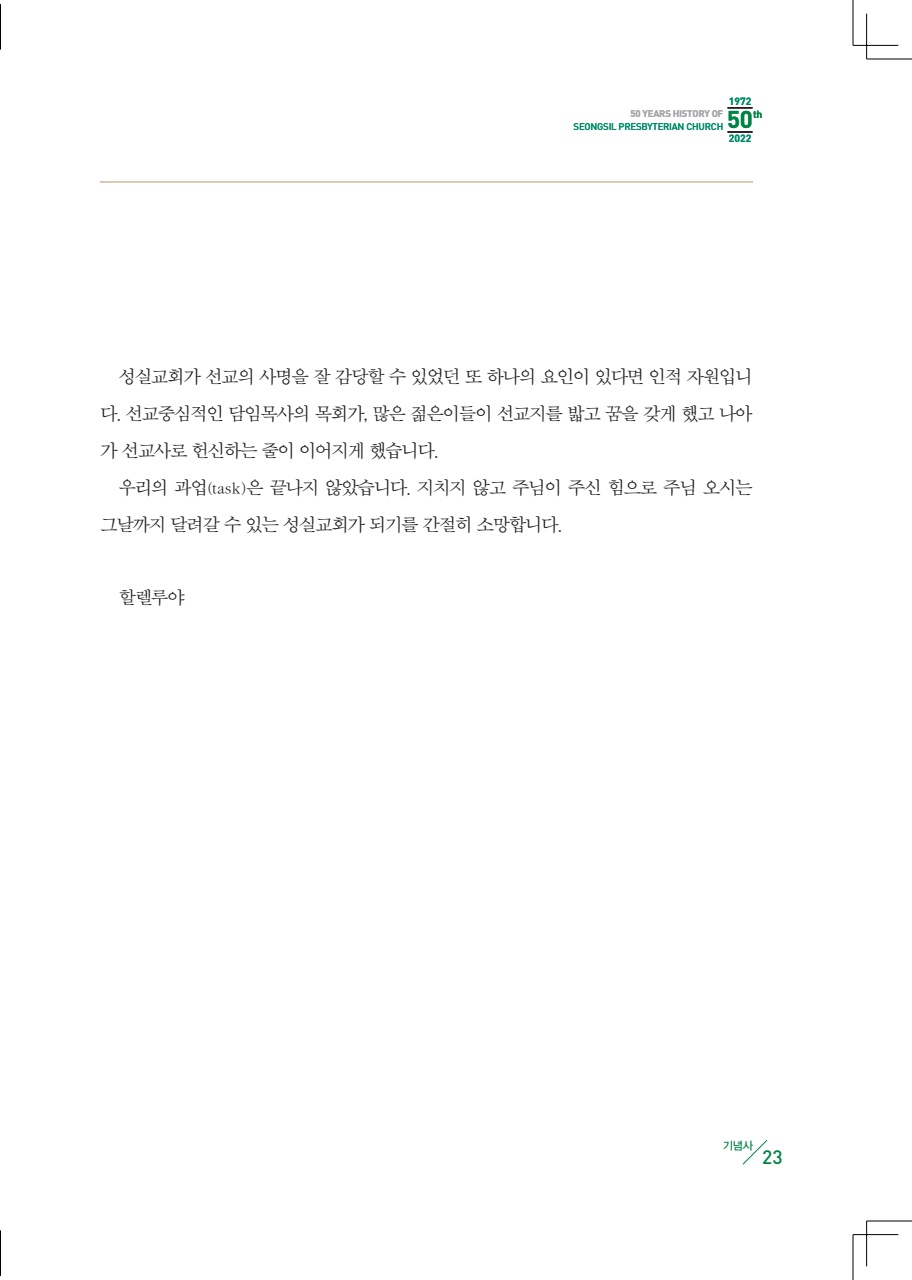 50 YEARS HISTORY OF
SEONGSIL PRESBYTERIAN CHURCH
1972
50th
2022
성실교회가 선교의 사명을 잘 감당할 수 있었던 또 하나의 요인이 있다면 인적 자원입니
다. 선교중심적인 담임목사의 목회가, 많은 젊은이들이 선교지를 밟고 꿈을 갖게 했고 나아
가 선교사로 헌신하는 줄이 이어지게 했습니다.
우리의 과업(task)은 끝나지 않았습니다. 지치지 않고 주님이 주신 힘으로 주님 오시는
그날까지 달려갈 수 있는 성실교회가 되기를 간절히 소망합니다.
할렐루야
기념사
23